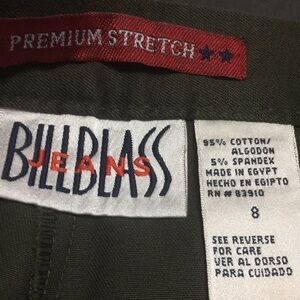 PREMIUM STRETCH
BILLBLASS
JEANS
95% COTTON/
ALGODON
5% SPANDEX
MADE IN EGYPT
HECHO EN EGIPTO
RN # 83910
8
SEE REVERSE
FOR CARE
VER AL DORSO
PARA CUIDADO